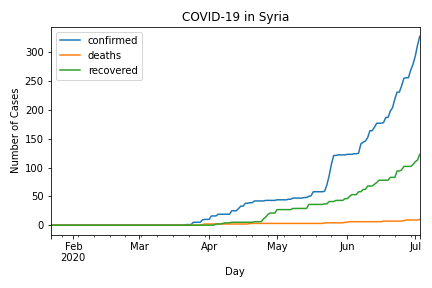 COVID-19 in Syria
confirmed
deaths
recovered
Number of Cases
300
250
200
150
100
50
0
Feb
2020
Mar
Apr
May
Jun
Jul
Day